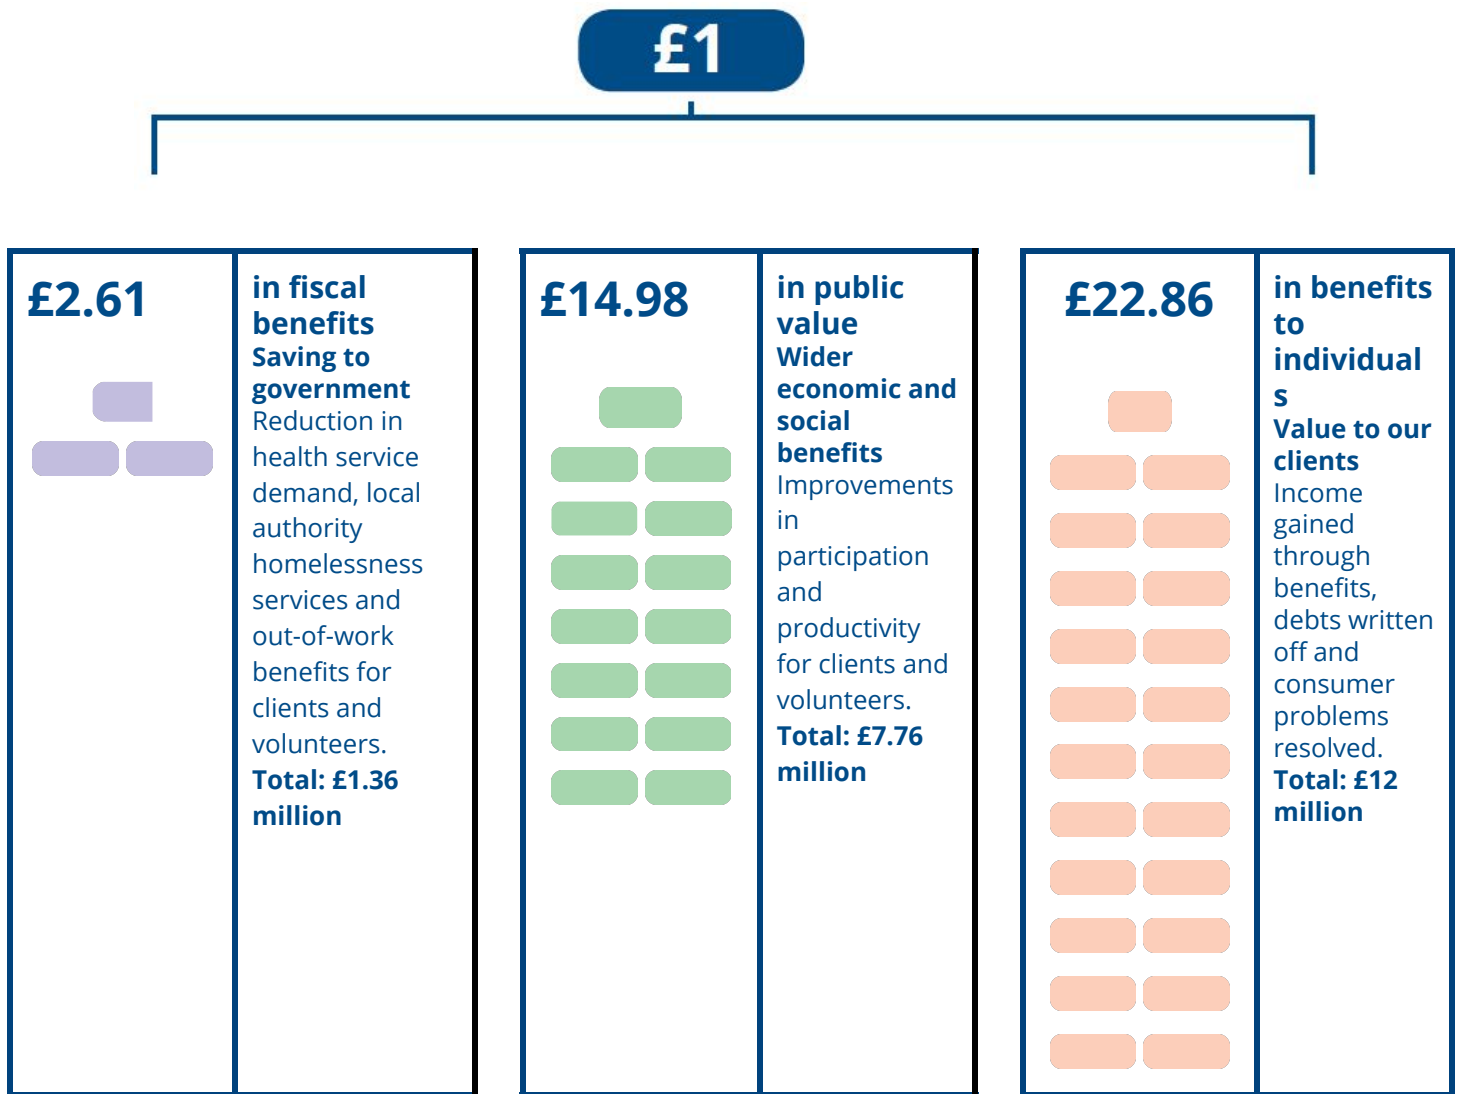 £1
£2.61
in fiscal
benefits
Saving to
government
Reduction in
health service
demand, local
authority
homelessness
services and
out-of-work
benefits for
clients and
volunteers.
Total: £1.36
million
£14.98
in public
value
Wider
economic and
social
benefits
Improvements
in
participation
and
productivity
for clients and
volunteers.
Total: £7.76
million
£22.86
in benefits
to
individual
s
Value to our
clients
Income
gained
through
benefits,
debts written
off and
consumer
problems
resolved.
Total: £12
million